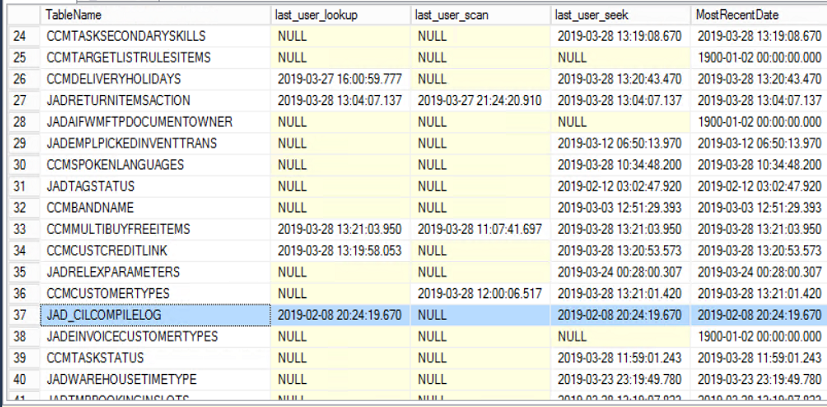 TableName last_user_lookup last_user_scan last_user_seek MostRecentDate
24 CCMTASKSECONDARYSKILLS NULL NULL 2019-03-28 13:19:08.670 2019-03-28 13:19:08.670
25 CCMTARGETLISTRULESITEMS NULL NULL NULL 1900-01-02 00:00:00.000
26 CCMDELIVERYHOLIDAYS 2019-03-27 16:00:59.777 NULL 2019-03-28 13:20:43.470 2019-03-28 13:20:43.470
27 JADRETURNITEMSACTION 2019-03-28 13:04:07.137 2019-03-27 21:24:20.910 2019-03-28 13:04:07.137 2019-03-28 13:04:07.137
28 JADAIFWMFTPDOCUMENTOWNER NULL NULL NULL 1900-01-02 00:00:00.000
29 JADEMPLPICKEDINVENTTRANS NULL NULL 2019-03-12 06:50:13.970 2019-03-12 06:50:13.970
30 CCMSPOKENLANGUAGES NULL NULL 2019-03-28 10:34:48.200 2019-03-28 10:34:48.200
31 JADTAGSTATUS NULL NULL 2019-02-12 03:02:47.920 2019-02-12 03:02:47.920
32 CCMBANDNAME NULL NULL 2019-03-03 12:51:29.393 2019-03-03 12:51:29.393
33 CCMMULTIBUYFREEITEMS 2019-03-28 13:21:03.950 2019-03-28 11:07:41.697 2019-03-28 13:21:03.950 2019-03-28 13:21:03.950
34 CCMCUSTCREDITLINK 2019-03-28 13:19:58.053 NULL 2019-03-28 13:20:53.573 2019-03-28 13:20:53.573
35 JADRELEXPARAMETERS NULL NULL 2019-03-24 00:28:00.307 2019-03-24 00:28:00.307
36 CCMCUSTOMERTYPES NULL 2019-03-28 12:00:06.517 2019-03-28 13:21:01.420 2019-03-28 13:21:01.420
37 JAD_CILCOMPILELOG 2019-02-08 20:24:19.670 NULL 2019-02-08 20:24:19.670 2019-02-08 20:24:19.670
38 JADEINVOICECUSTOMERTYPES NULL NULL NULL 1900-01-02 00:00:00.000
39 CCMTASKSTATUS NULL NULL 2019-03-28 11:59:01.243 2019-03-28 11:59:01.243
40 JADWAREHOUSETIMETYPE NULL NULL 2019-03-23 23:19:49.780 2019-03-23 23:19:49.780